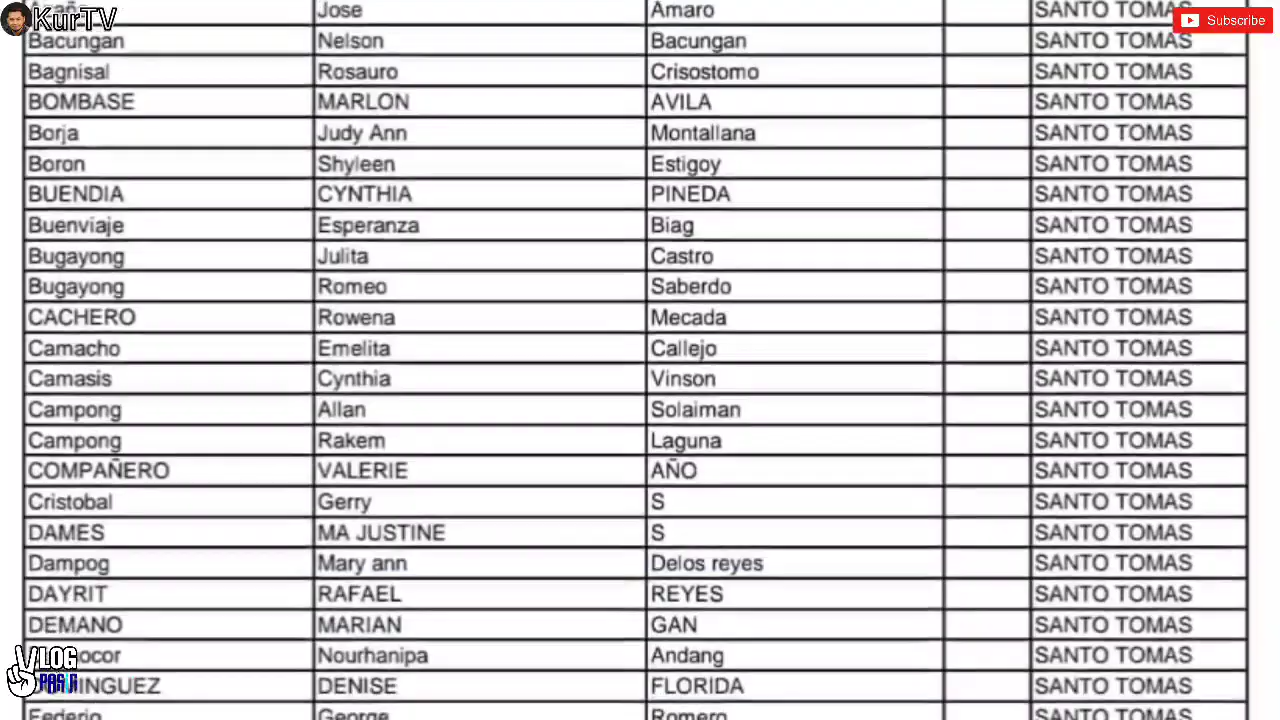 KurTV
Subscribe
Jose Amaro SANTO TOMAS
Bacungan Nelson Bacungan SANTO TOMAS
Bagnisal Rosauro Crisostomo SANTO TOMAS
BOMBASE MARLON AVILA SANTO TOMAS
Borja Judy Ann Montallana SANTO TOMAS
Boron Shyleen Estigoy SANTO TOMAS
BUENDIA CYNTHIA PINEDA SANTO TOMAS
Buenviaje Esperanza Biag SANTO TOMAS
Bugayong Julita Castro SANTO TOMAS
Bugayong Romeo Saberdo SANTO TOMAS
CACHERO Rowena Mecada SANTO TOMAS
Camacho Emelita Callejo SANTO TOMAS
Camasis Cynthia Vinson SANTO TOMAS
Campong Allan Solaiman SANTO TOMAS
Campong Rakem Laguna SANTO TOMAS
COMPAÑERO VALERIE AÑO SANTO TOMAS
Cristobal Gerry S SANTO TOMAS
DAMES MA JUSTINE S SANTO TOMAS
Dampog Mary ann Delos reyes SANTO TOMAS
DAYRIT RAFAEL REYES SANTO TOMAS
DEMANO MARIAN GAN SANTO TOMAS
Nourhanipa Andang SANTO TOMAS
DOMINGUEZ DENISE FLORIDA SANTO TOMAS
Federio George Romero SANTO TOMAS
VLOG
PASIG